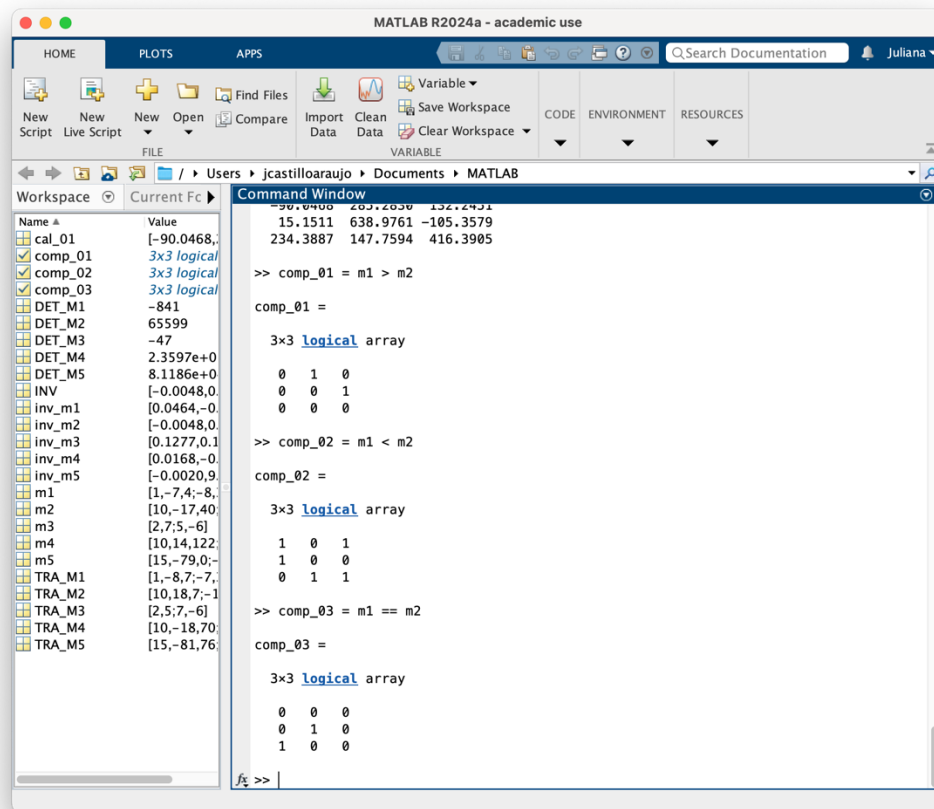 MATLAB R2024a - academic use
HOME PLOTS APPS Search Documentation Juliana
New Script New Live Script New Open Find Files Compare Import Data Clean Data Variable Save Workspace Clear Workspace CODE ENVIRONMENT RESOURCES
FILE VARIABLE
/ Users jcastilloaraujo Documents MATLAB
Workspace Current Fc
Name Value
cal_01 [-90.0468,
comp_01 3x3 logical
comp_02 3x3 logical
comp_03 3x3 logical
DET_M1 -841
DET_M2 65599
DET_M3 -47
DET_M4 2.3597e+0
DET_M5 8.1186e+0
INV [-0.0048,0.
inv_m1 [0.0464,-0.
inv_m2 [-0.0048,0.
inv_m3 [0.1277,0.1
inv_m4 [0.0168,-0.
inv_m5 [-0.0020,9.
m1 [1,-7,4;-8,
m2 [10,-17,40;
m3 [2,7;5,-6]
m4 [10,14,122;
m5 [15,-79,0;-
TRA_M1 [1,-8,7;-7,
TRA_M2 [10,18,7;-1
TRA_M3 [2,5;7,-6]
TRA_M4 [10,-18,70;
TRA_M5 [15,-81,76;
Command Window
-90.0468 285.2830 132.2451
15.1511 638.9761 -105.3579
234.3887 147.7594 416.3905
>> comp_01 = m1 > m2
comp_01 =
3×3 logical array
0 1 0
0 0 1
0 0 0
>> comp_02 = m1 < m2
comp_02 =
3×3 logical array
1 0 1
1 0 0
0 1 1
>> comp_03 = m1 == m2
comp_03 =
3×3 logical array
0 0 0
0 1 0
1 0 0
fx >>